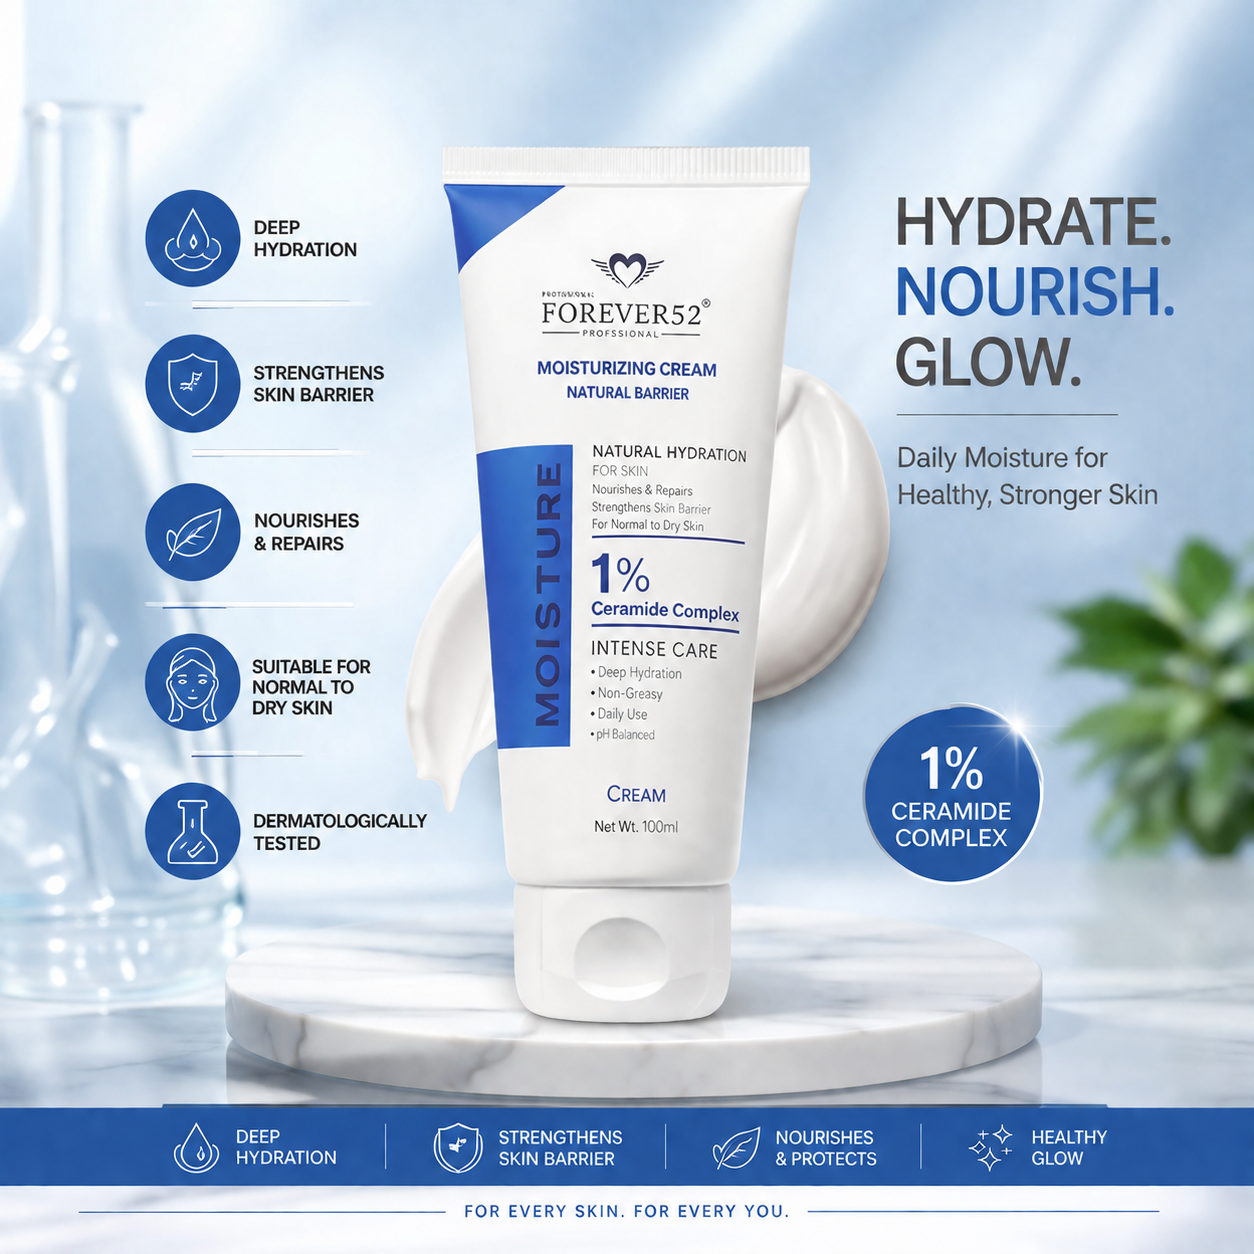 DEEP
HYDRATION
STRENGTHENS
SKIN BARRIER
NOURISHES
& REPAIRS
SUITABLE FOR
NORMAL TO
DRY SKIN
DERMATOLOGICALLY
TESTED
FOREVER52®
PROFSSIONAL
MOISTURIZING CREAM
NATURAL BARRIER
MOISTURE
NATURAL HYDRATION
FOR SKIN
Nourishes & Repairs
Strengthens Skin Barrier
For Normal to Dry Skin
1%
Ceramide Complex
INTENSE CARE
• Deep Hydration
• Non-Greasy
• Daily Use
• pH Balanced
CREAM
Net Wt. 100ml
HYDRATE.
NOURISH.
GLOW.
Daily Moisture for
Healthy, Stronger Skin
1%
CERAMIDE
COMPLEX
DEEP
HYDRATION
STRENGTHENS
SKIN BARRIER
NOURISHES
& PROTECTS
HEALTHY
GLOW
FOR EVERY SKIN. FOR EVERY YOU.